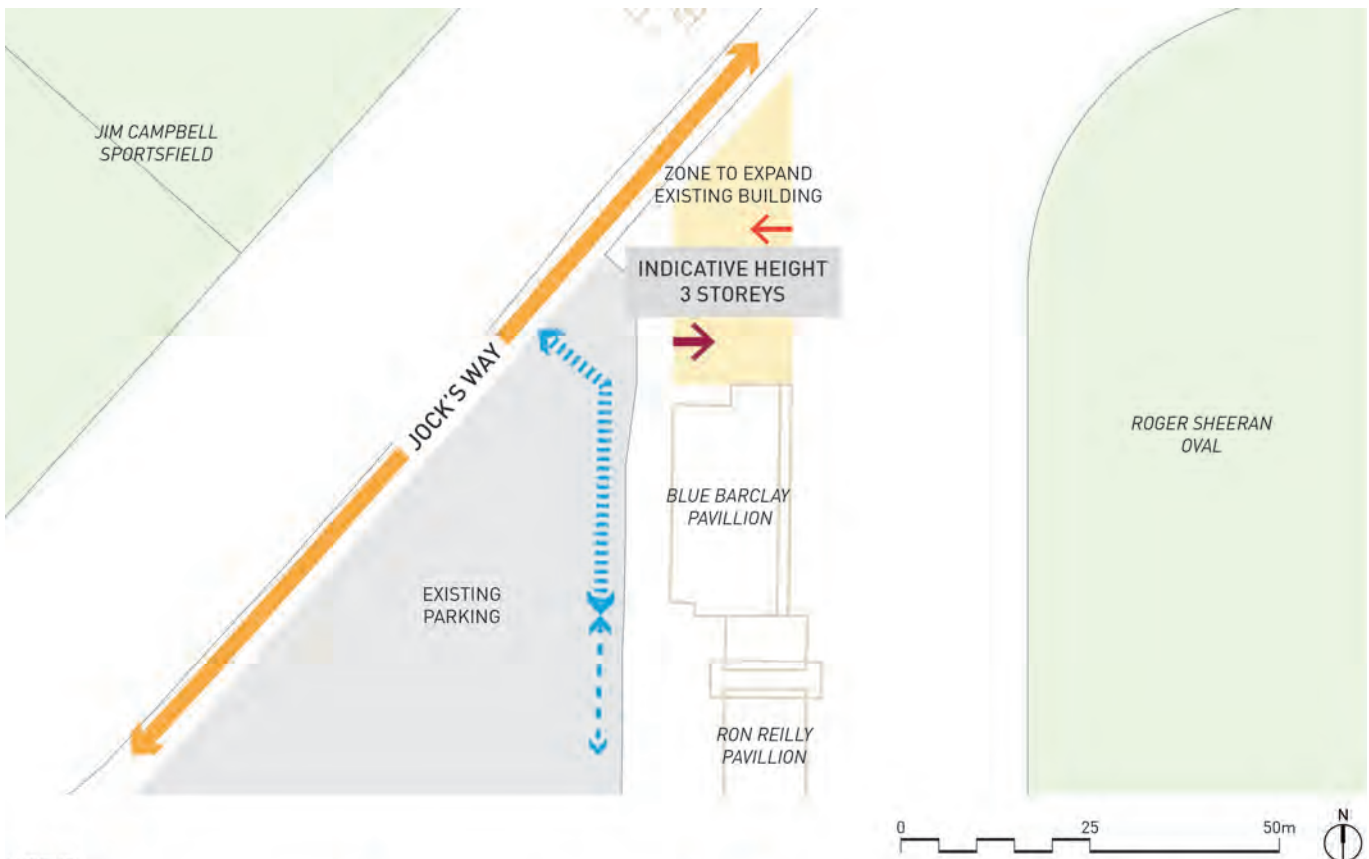 JIM CAMPBELL
SPORTSFIELD
ZONE TO EXPAND
EXISTING BUILDING
INDICATIVE HEIGHT
3 STOREYS
JOCK'S WAY
ROGER SHEERAN
OVAL
BLUE BARCLAY
PAVILLION
EXISTING
PARKING
RON REILLY
PAVILLION
0 25 50m
N